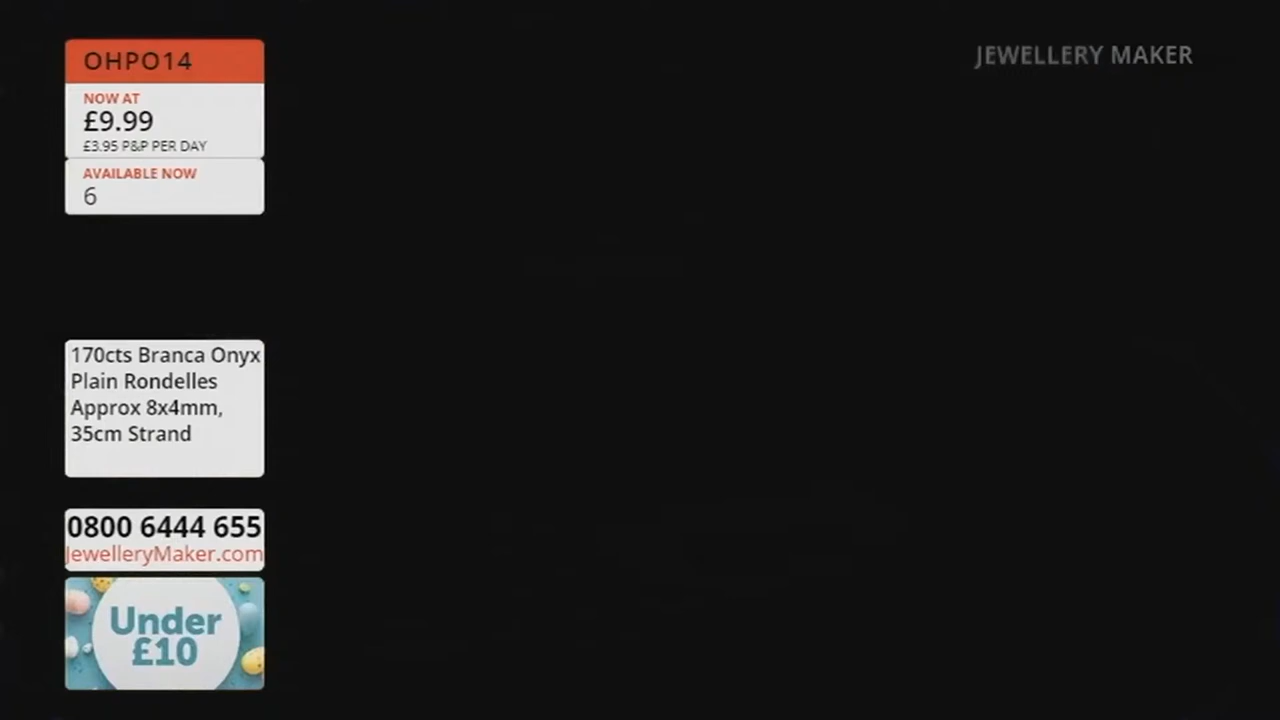 OHPO14
JEWELLERY MAKER
NOW AT
£9.99
£3.95 P&P PER DAY
AVAILABLE NOW
6
170cts Branca Onyx
Plain Rondelles
Approx 8x4mm,
35cm Strand
0800 6444 655
JewelleryMaker.com
Under
£10